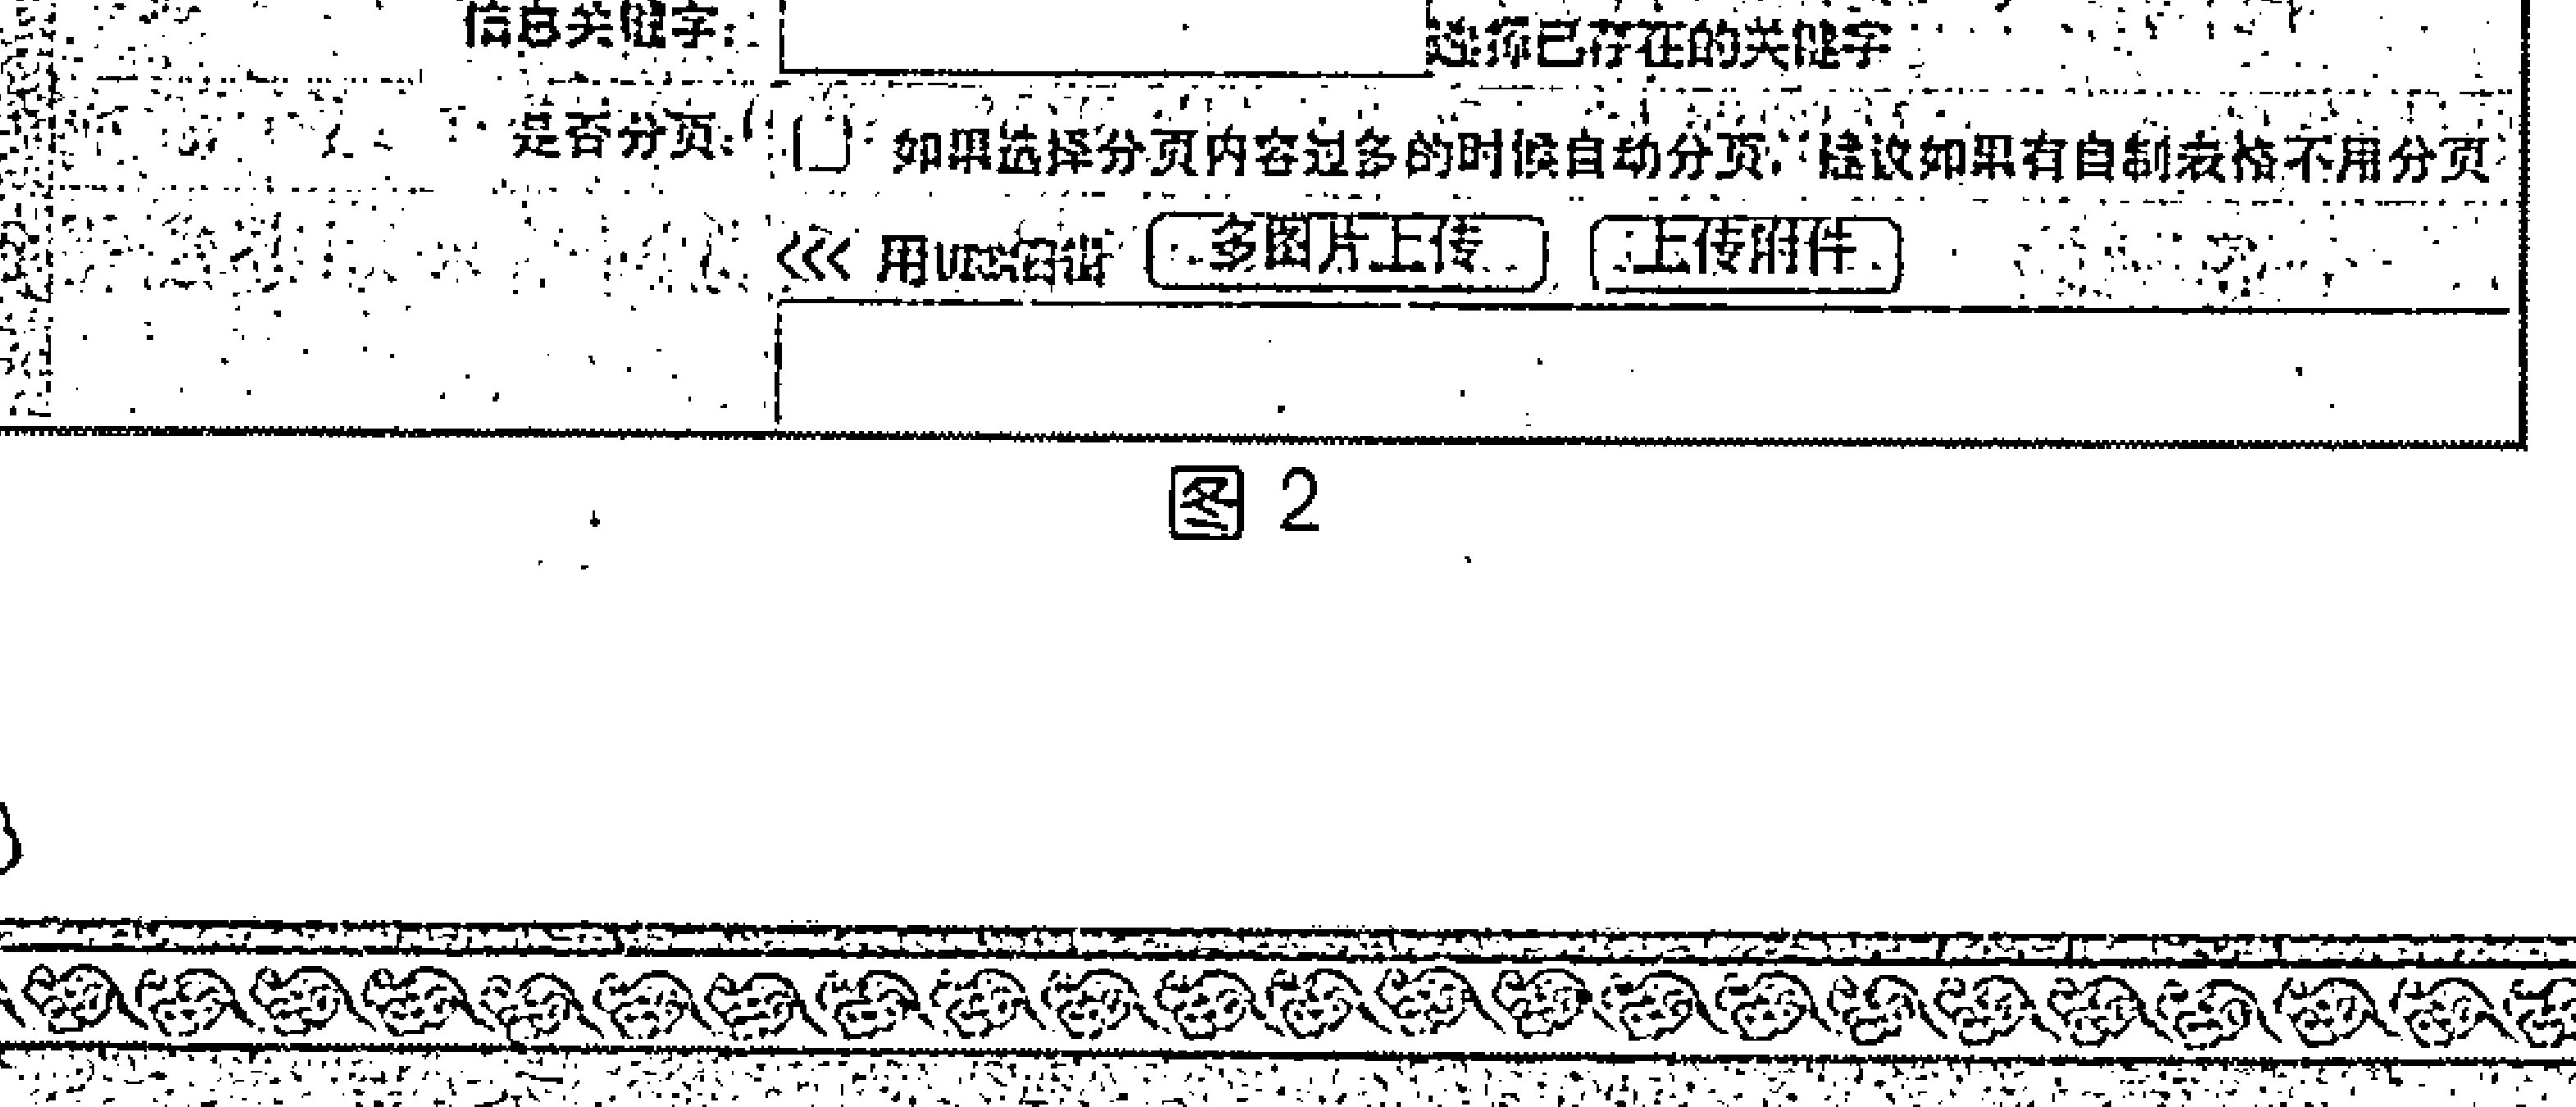 信息关键字:
选择已存在的关键字
是否分页: 如果选择分页内容过多的时候自动分页. 建议如果有自制表格不用分页
<<< 用 多图片上传 上传附件
图 2